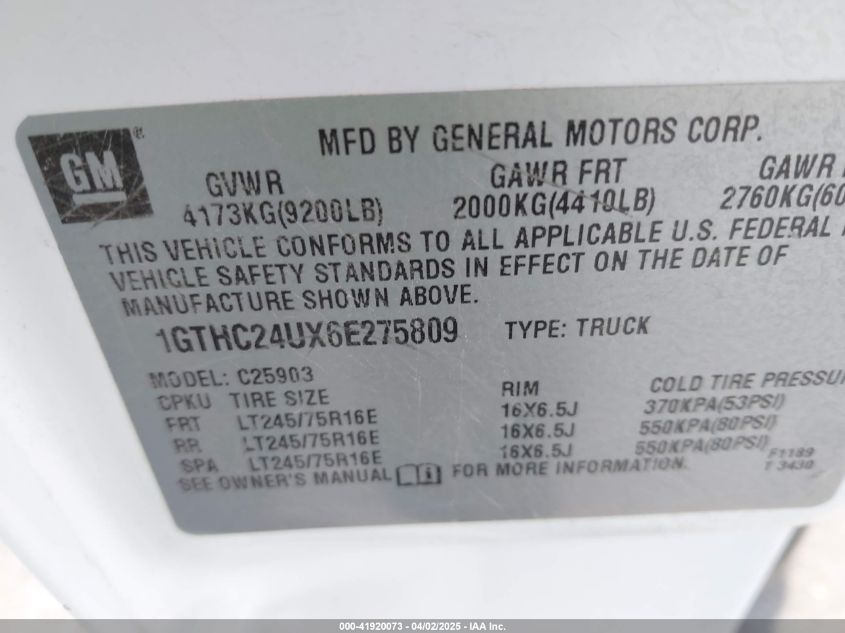 GM®
MFD BY GENERAL MOTORS CORP.
GVWR GAWR FRT GAWR
4173KG(9200LB) 2000KG(4410LB) 2760KG(60
THIS VEHICLE CONFORMS TO ALL APPLICABLE U.S. FEDERAL
VEHICLE SAFETY STANDARDS IN EFFECT ON THE DATE OF
MANUFACTURE SHOWN ABOVE.
1GTHC24UX6E275809 TYPE: TRUCK
MODEL: C25903
CPKU TIRE SIZE RIM COLD TIRE PRESSU
FRT LT245/75R16E 16X6.5J 370KPA(53PSI)
RR LT245/75R16E 16X6.5J 550KPA(80PSI)
SPA LT245/75R16E 16X6.5J 550KPA(80PSI)
SEE OWNER'S MANUAL FOR MORE INFORMATION.
F1189
T 3430
000-41920073 - 04/02/2025 - IAA Inc.